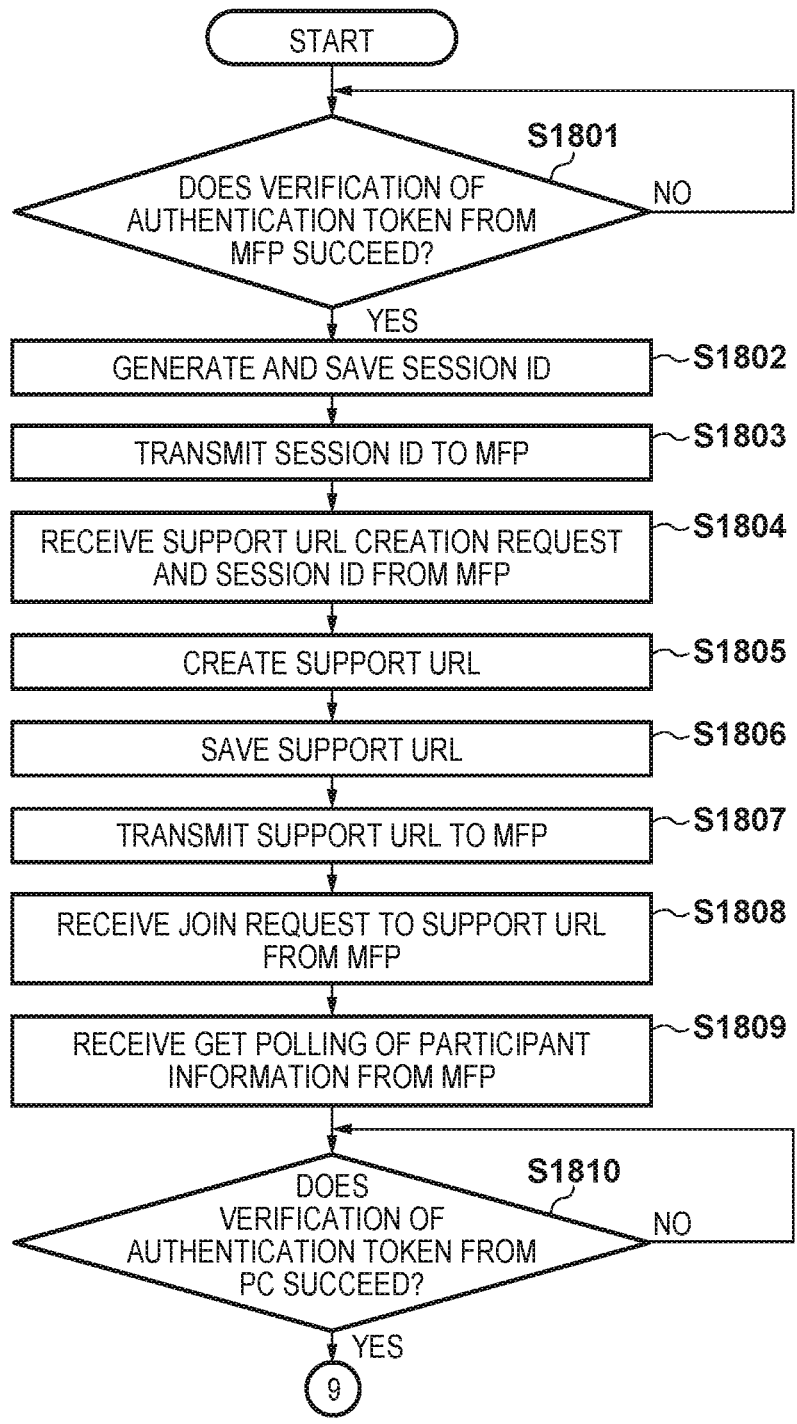 START
S1801
DOES VERIFICATION OF
AUTHENTICATION TOKEN FROM
MFP SUCCEED?
NO
YES
GENERATE AND SAVE SESSION ID
S1802
TRANSMIT SESSION ID TO MFP
S1803
RECEIVE SUPPORT URL CREATION REQUEST
AND SESSION ID FROM MFP
S1804
CREATE SUPPORT URL
S1805
SAVE SUPPORT URL
S1806
TRANSMIT SUPPORT URL TO MFP
S1807
RECEIVE JOIN REQUEST TO SUPPORT URL
FROM MFP
S1808
RECEIVE GET POLLING OF PARTICIPANT
INFORMATION FROM MFP
S1809
S1810
DOES
VERIFICATION OF
AUTHENTICATION TOKEN FROM
PC SUCCEED?
NO
YES
9